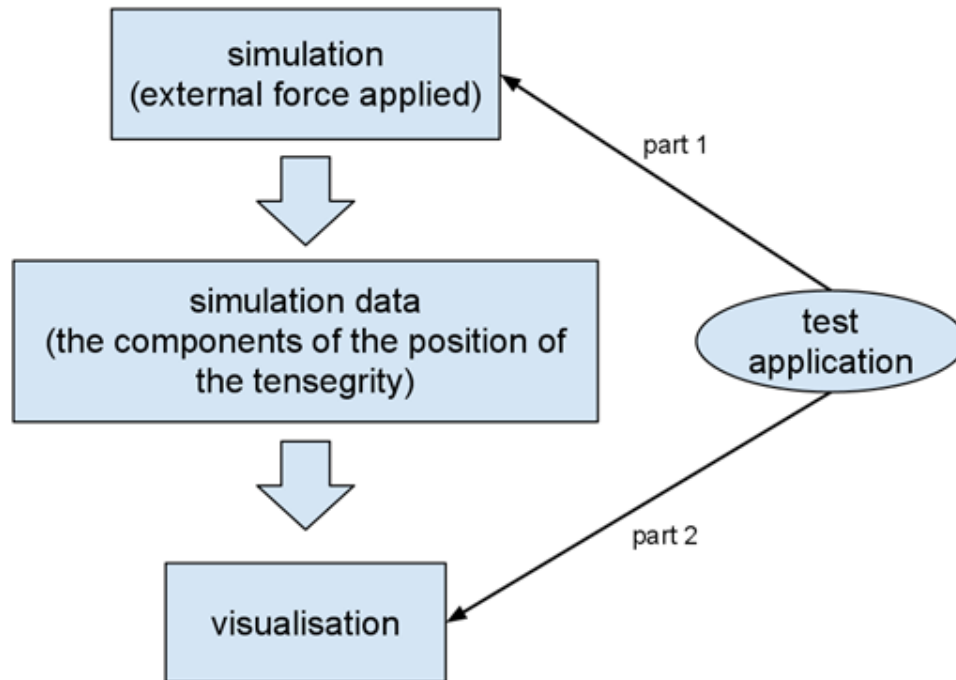 simulation
(external force applied)
part 1
simulation data
(the components of the position of
the tensegrity)
test
application
part 2
visualisation